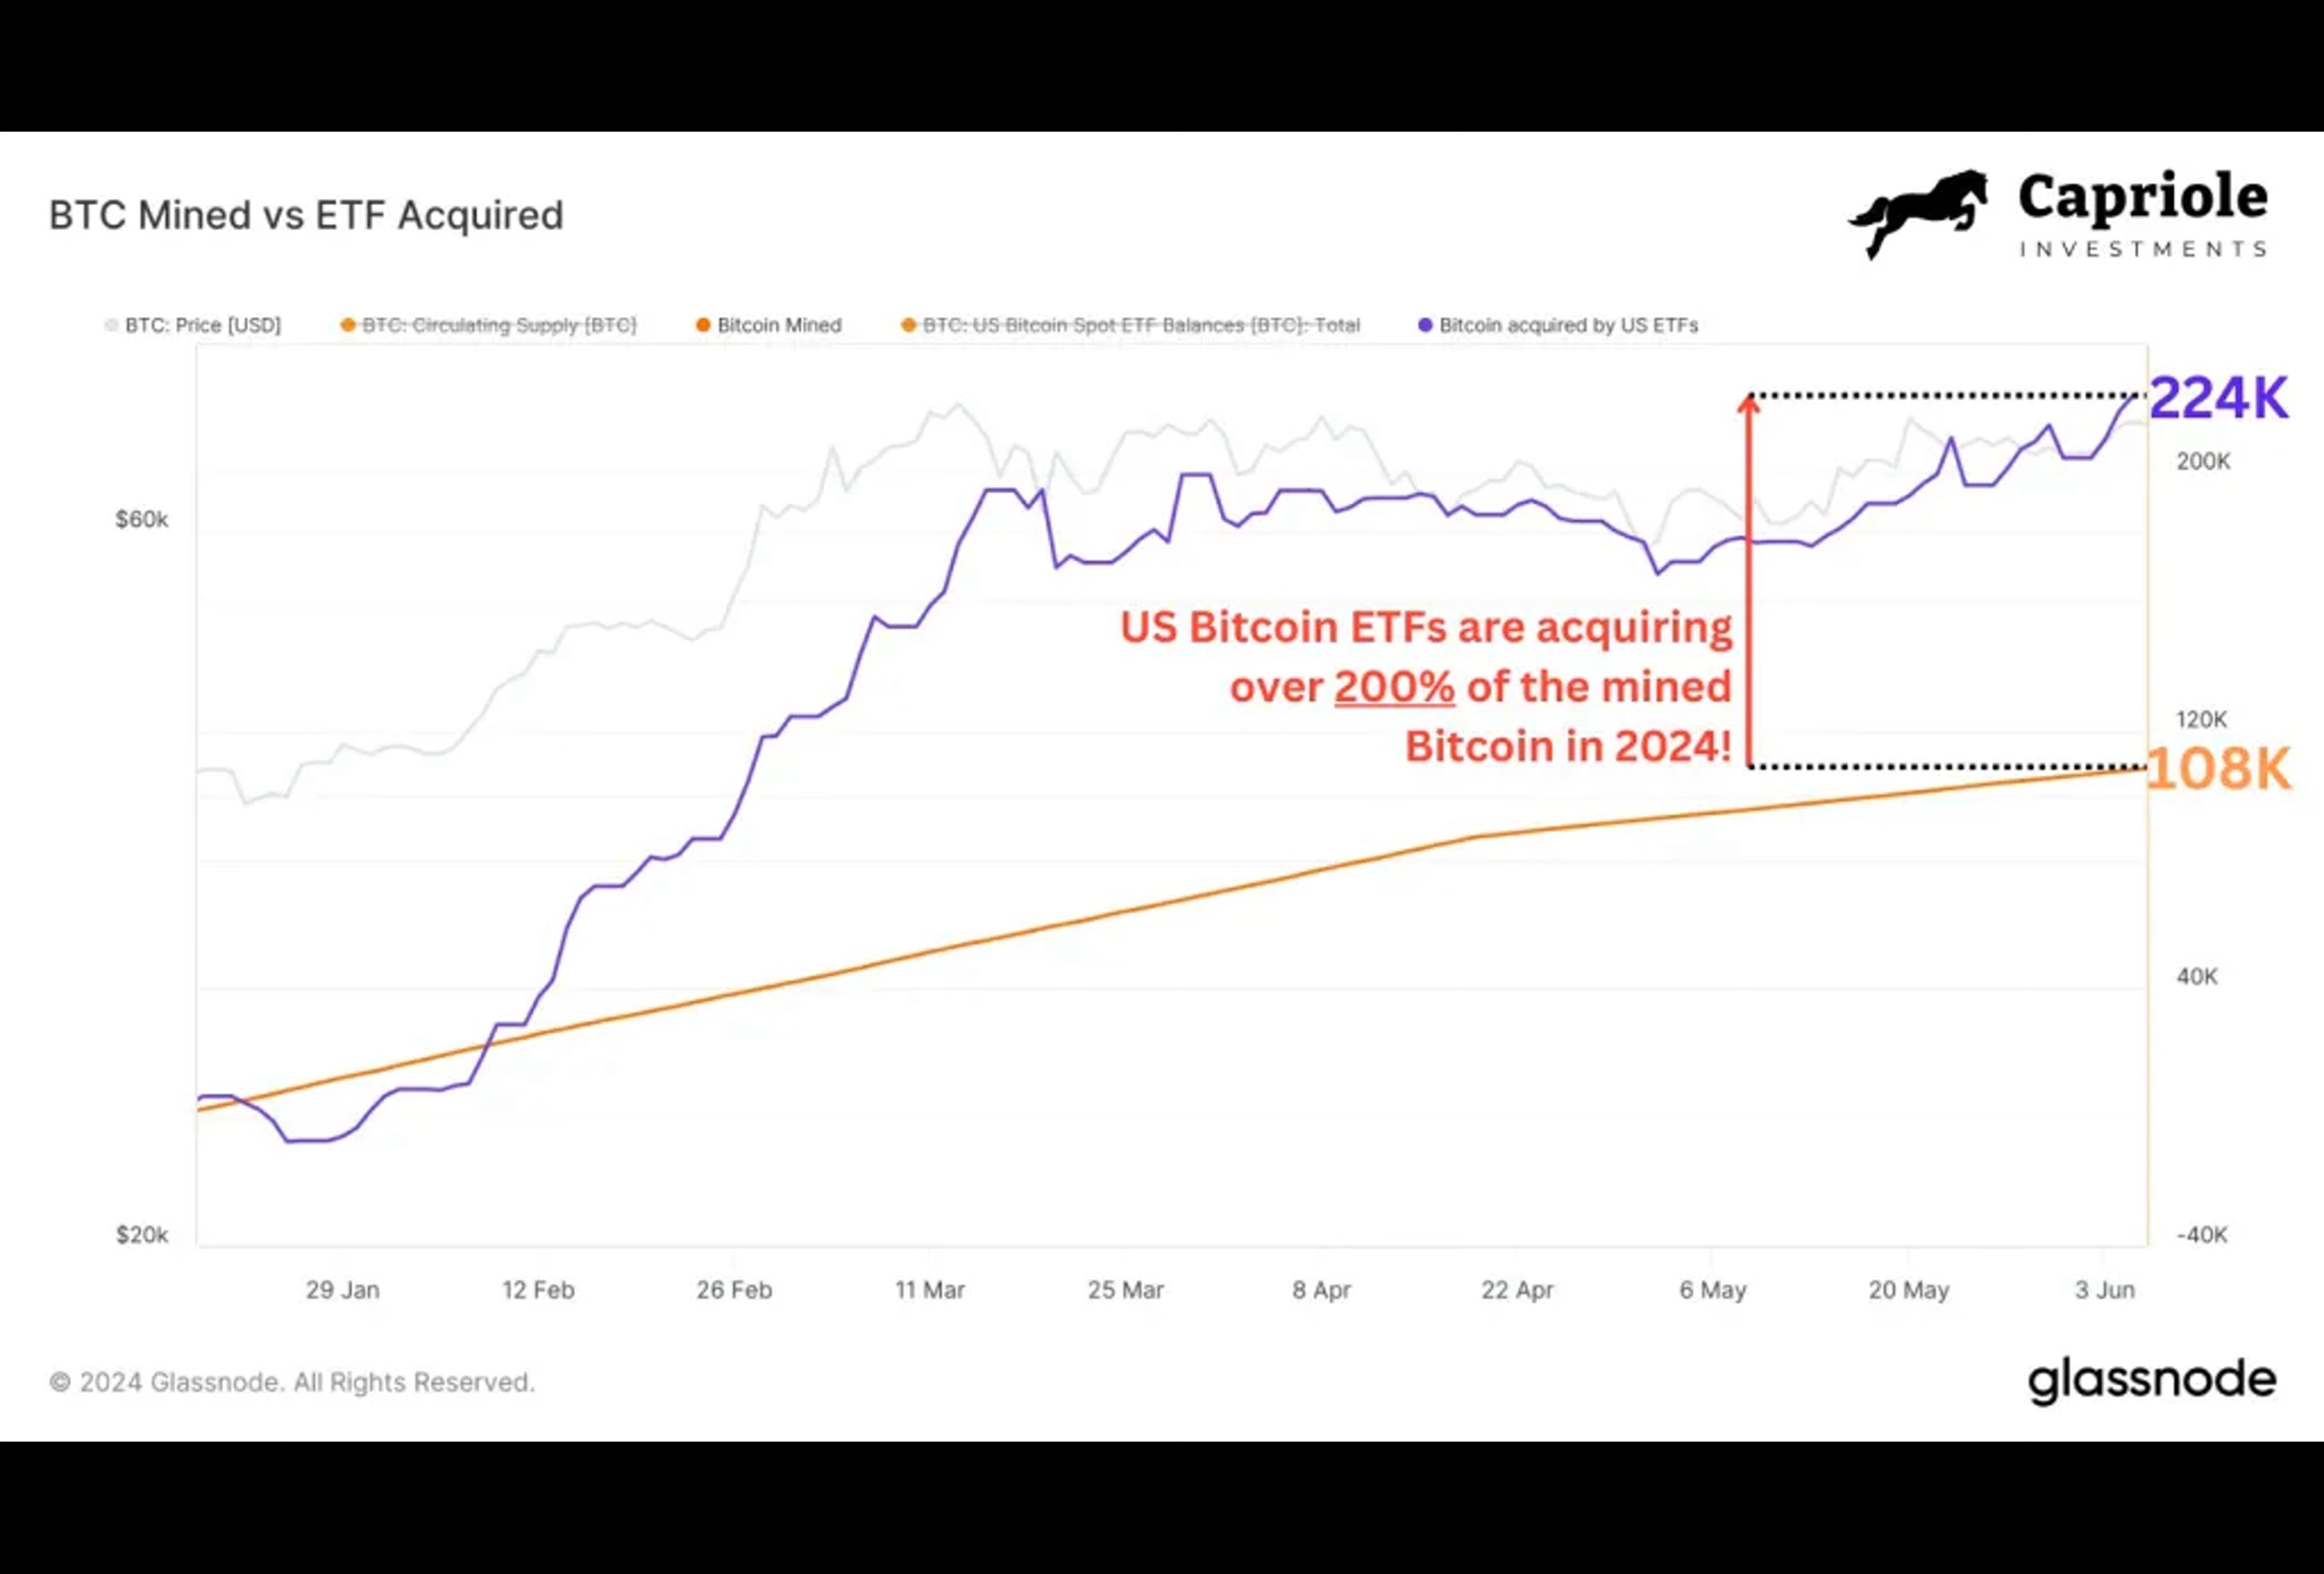 BTC Mined vs ETF Acquired
Capriole
INVESTMENTS
BTC: Price [USD] BTC: Circulating Supply [BTC] Bitcoin Mined BTC: US Bitcoin Spot ETF Balances [BTC]: Total Bitcoin acquired by US ETFs
224K
200K
$60k
US Bitcoin ETFs are acquiring
over 200% of the mined
Bitcoin in 2024!
120K
108K
40K
$20k
-40K
29 Jan 12 Feb 26 Feb 11 Mar 25 Mar 8 Apr 22 Apr 6 May 20 May 3 Jun
© 2024 Glassnode. All Rights Reserved.
glassnode